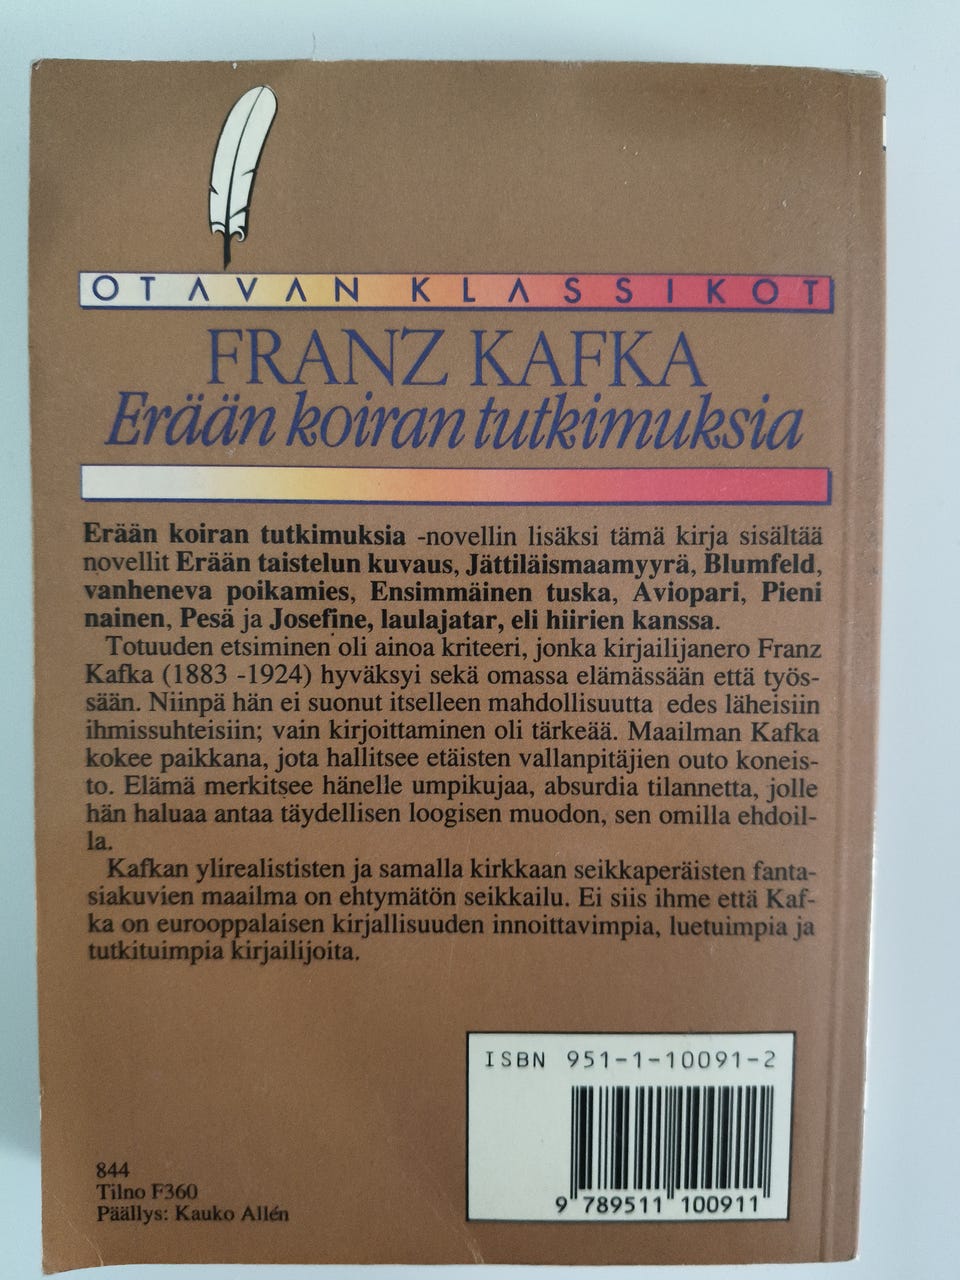 OTAVAN KLASSIKOT
FRANZ KAFKA
Erään koiran tutkimuksia
Erään koiran tutkimuksia -novellin lisäksi tämä kirja sisältää
novellit Erään taistelun kuvaus, Jättiläismaamyyrä, Blumfeld,
vanheneva poikamies, Ensimmäinen tuska, Aviopari, Pieni
nainen, Pesä ja Josefine, laulajatar, eli hiirien kanssa.
Totuuden etsiminen oli ainoa kriteeri, jonka kirjailijanero Franz
Kafka (1883 -1924) hyväksyi sekä omassa elämässään että työs-
sään. Niinpä hän ei suonut itselleen mahdollisuutta edes läheisiin
ihmissuhteisiin; vain kirjoittaminen oli tärkeää. Maailman Kafka
kokee paikkana, jota hallitsee etäisten vallanpitäjien outo koneis-
to. Elämä merkitsee hänelle umpikujaa, absurdia tilannetta, jolle
hän haluaa antaa täydellisen loogisen muodon, sen omilla ehdoil-
la.
Kafkan ylirealististen ja samalla kirkkaan seikkaperäisten fanta-
siakuvien maailma on ehtymätön seikkailu. Ei siis ihme että Kaf-
ka on eurooppalaisen kirjallisuuden innoittavimpia, luetuimpia ja
tutkituimpia kirjailijoita.
ISBN 951-1-10091-2
9 789511 100911
844
Tilno F360
Päällys: Kauko Allén